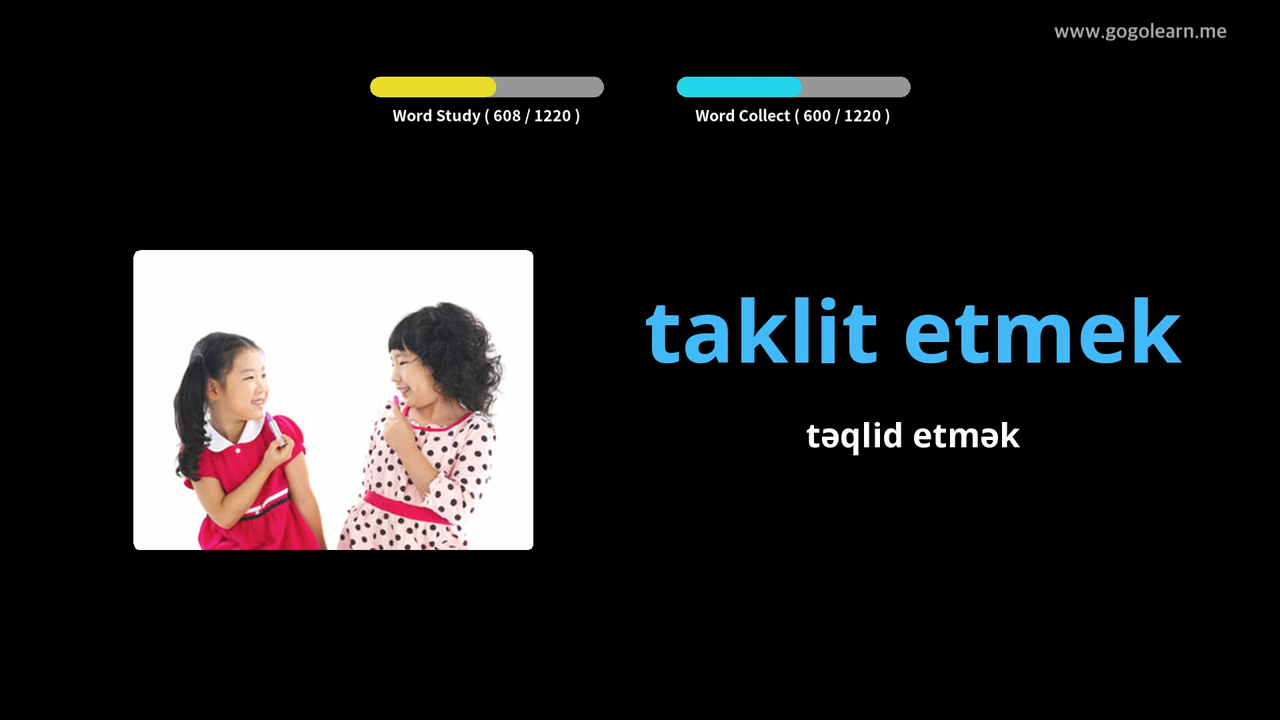 www.gogolearn.me
Word Study ( 608 / 1220 )
Word Collect ( 600 / 1220 )
taklit etmek
təqlid etmək